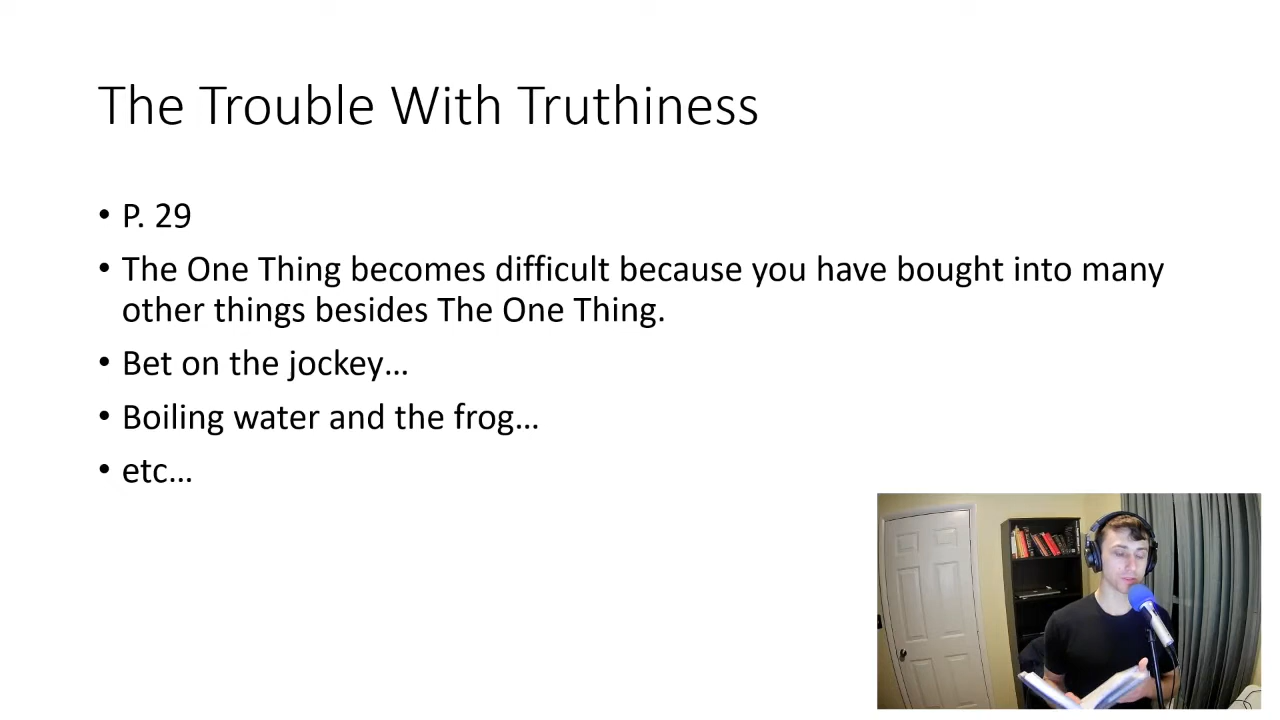 The Trouble With Truthiness
• P. 29
• The One Thing becomes difficult because you have bought into many
other things besides The One Thing.
• Bet on the jockey…
• Boiling water and the frog…
• etc…